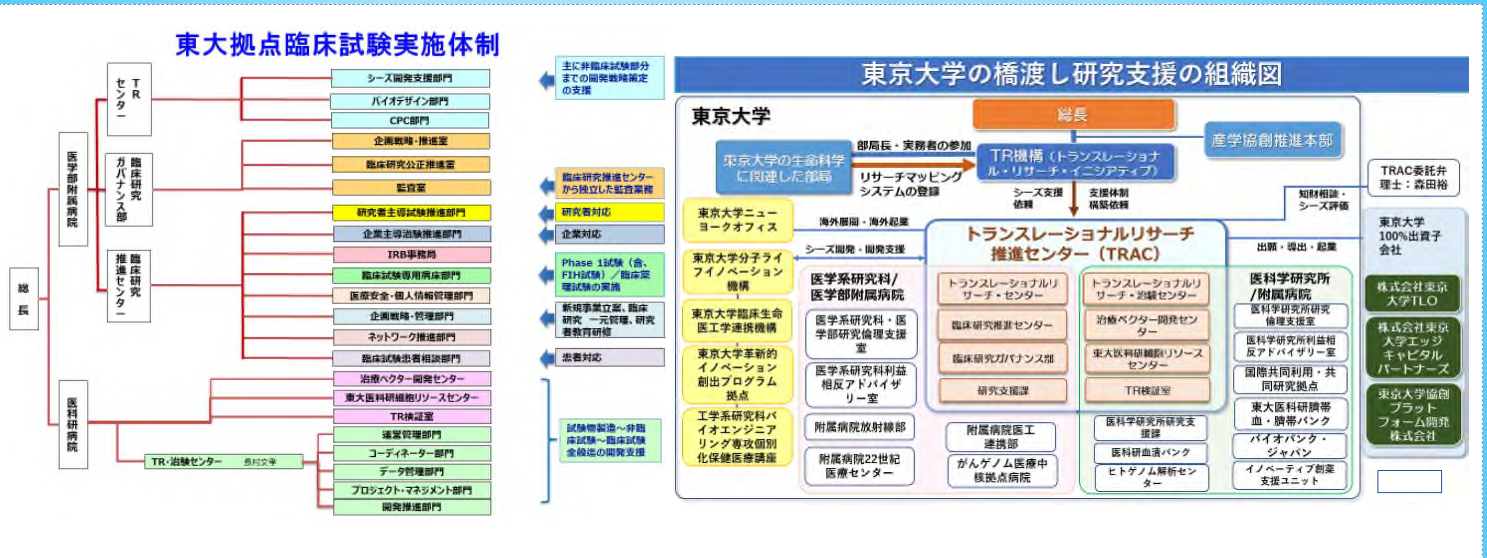 東大拠点臨床試験実施体制
総長
医学部附属病院
TRセンター
シーズ開発支援部門
バイオデザイン部門
CPC部門
臨床研究ガバナンス部
企画戦略・推進室
臨床研究公正推進室
監査室
臨床研究推進センター
研究者主導試験推進部門
企業主導治験推進部門
IRB事務局
臨床試験専用病床部門
医療安全・個人情報管理部門
企画戦略・管理部門
ネットワーク推進部門
臨床試験患者相談部門
医科研病院
治療ベクター開発センター
東大医科研細胞リソースセンター
TR検証室
TR・治験センター 長村文孝
運営管理部門
コーディネーター部門
データ管理部門
プロジェクト・マネジメント部門
開発推進部門
主に非臨床試験部分
までの開発戦略策定
の支援
臨床研究推進センター
から独立した監査業務
研究者対応
企業対応
Phase 1試験（含、
FIH試験）／臨床薬
理試験の実施
新規事業立案、臨床
研究 一元管理、研究
者教育研修
患者対応
試験物製造～非臨
床試験～臨床試験
全般迄の開発支援
東京大学の橋渡し研究支援の組織図
東京大学
総長
産学協創推進本部
東京大学の生命科学
に関連した部局
部局長・実務者の参加
リサーチマッピング
システムの登録
TR機構（トランスレーショナ
ル・リサーチ・イニシアティブ）
シーズ支援
依頼
支援体制
構築依頼
知財相談・
シーズ評価
TRAC委託弁
理士：森田裕
東京大学ニュー
ヨークオフィス
海外展開・海外起業
シーズ開発・開発支援
出願・導出・起業
トランスレーショナルリサーチ
推進センター（TRAC）
東京大学分子ライ
フイノベーション
機構
東京大学臨床生命
医工学連携機構
東京大学革新的
イノベーション
創出プログラム
拠点
工学系研究科バ
イオエンジニア
リング専攻個別
化保健医療講座
医学系研究科/
医学部附属病院
医学系研究科・医
学部研究倫理支援
室
医学系研究科利益
相反アドバイザ
リー室
附属病院放射線部
附属病院22世紀
医療センター
トランスレーショナルリ
サーチ・センター
臨床研究推進センター
臨床研究ガバナンス部
研究支援課
附属病院医工
連携部
がんゲノム医療中
核拠点病院
トランスレーショナルリ
サーチ・治験センター
治療ベクター開発セン
ター
東大医科研細胞リソース
センター
TR検証室
医科学研究所研究支
援課
医科研血液バンク
ヒトゲノム解析セン
ター
医科学研究所
/附属病院
医科学研究所研究
倫理支援室
医科学研究所利益相
反アドバイザリー室
国際共同利用・共
同研究拠点
東大医科研臍帯
血・臍帯バンク
バイオバンク・
ジャパン
イノベーティブ創薬
支援ユニット
東京大学
100%出資子
会社
株式会社東京
大学TLO
株式会社東京
大学エッジ
キャピタル
パートナーズ
東京大学協創
プラット
フォーム開発
株式会社